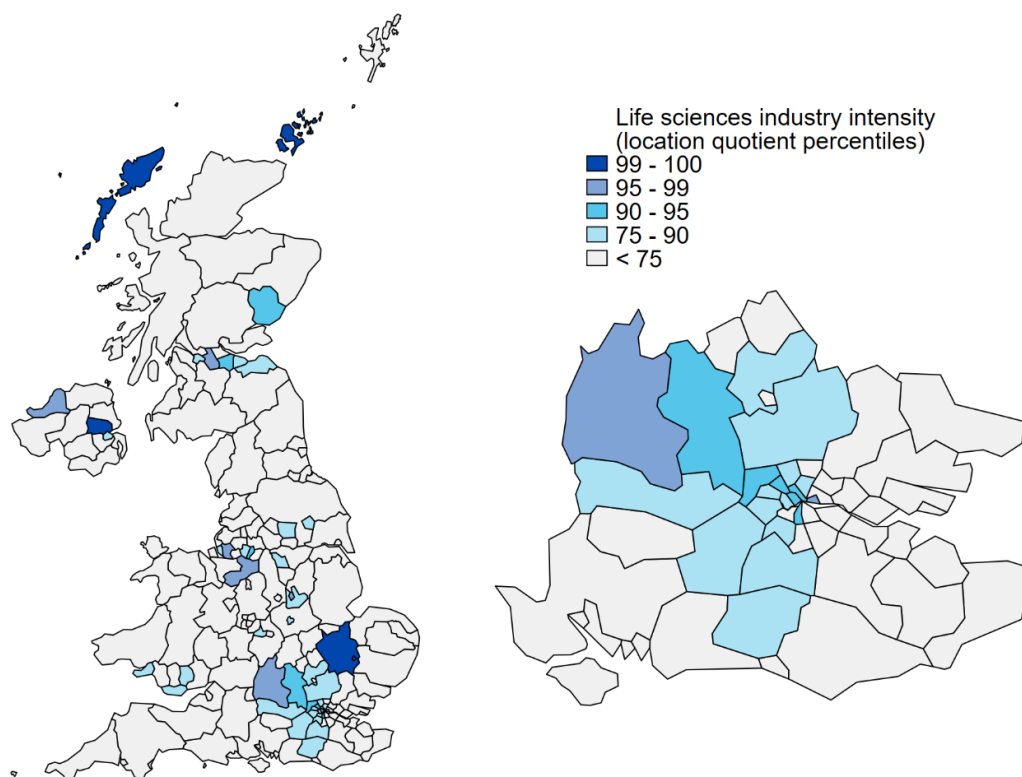 Life sciences industry intensity
(location quotient percentiles)
99 - 100
95 - 99
90 - 95
75 - 90
< 75